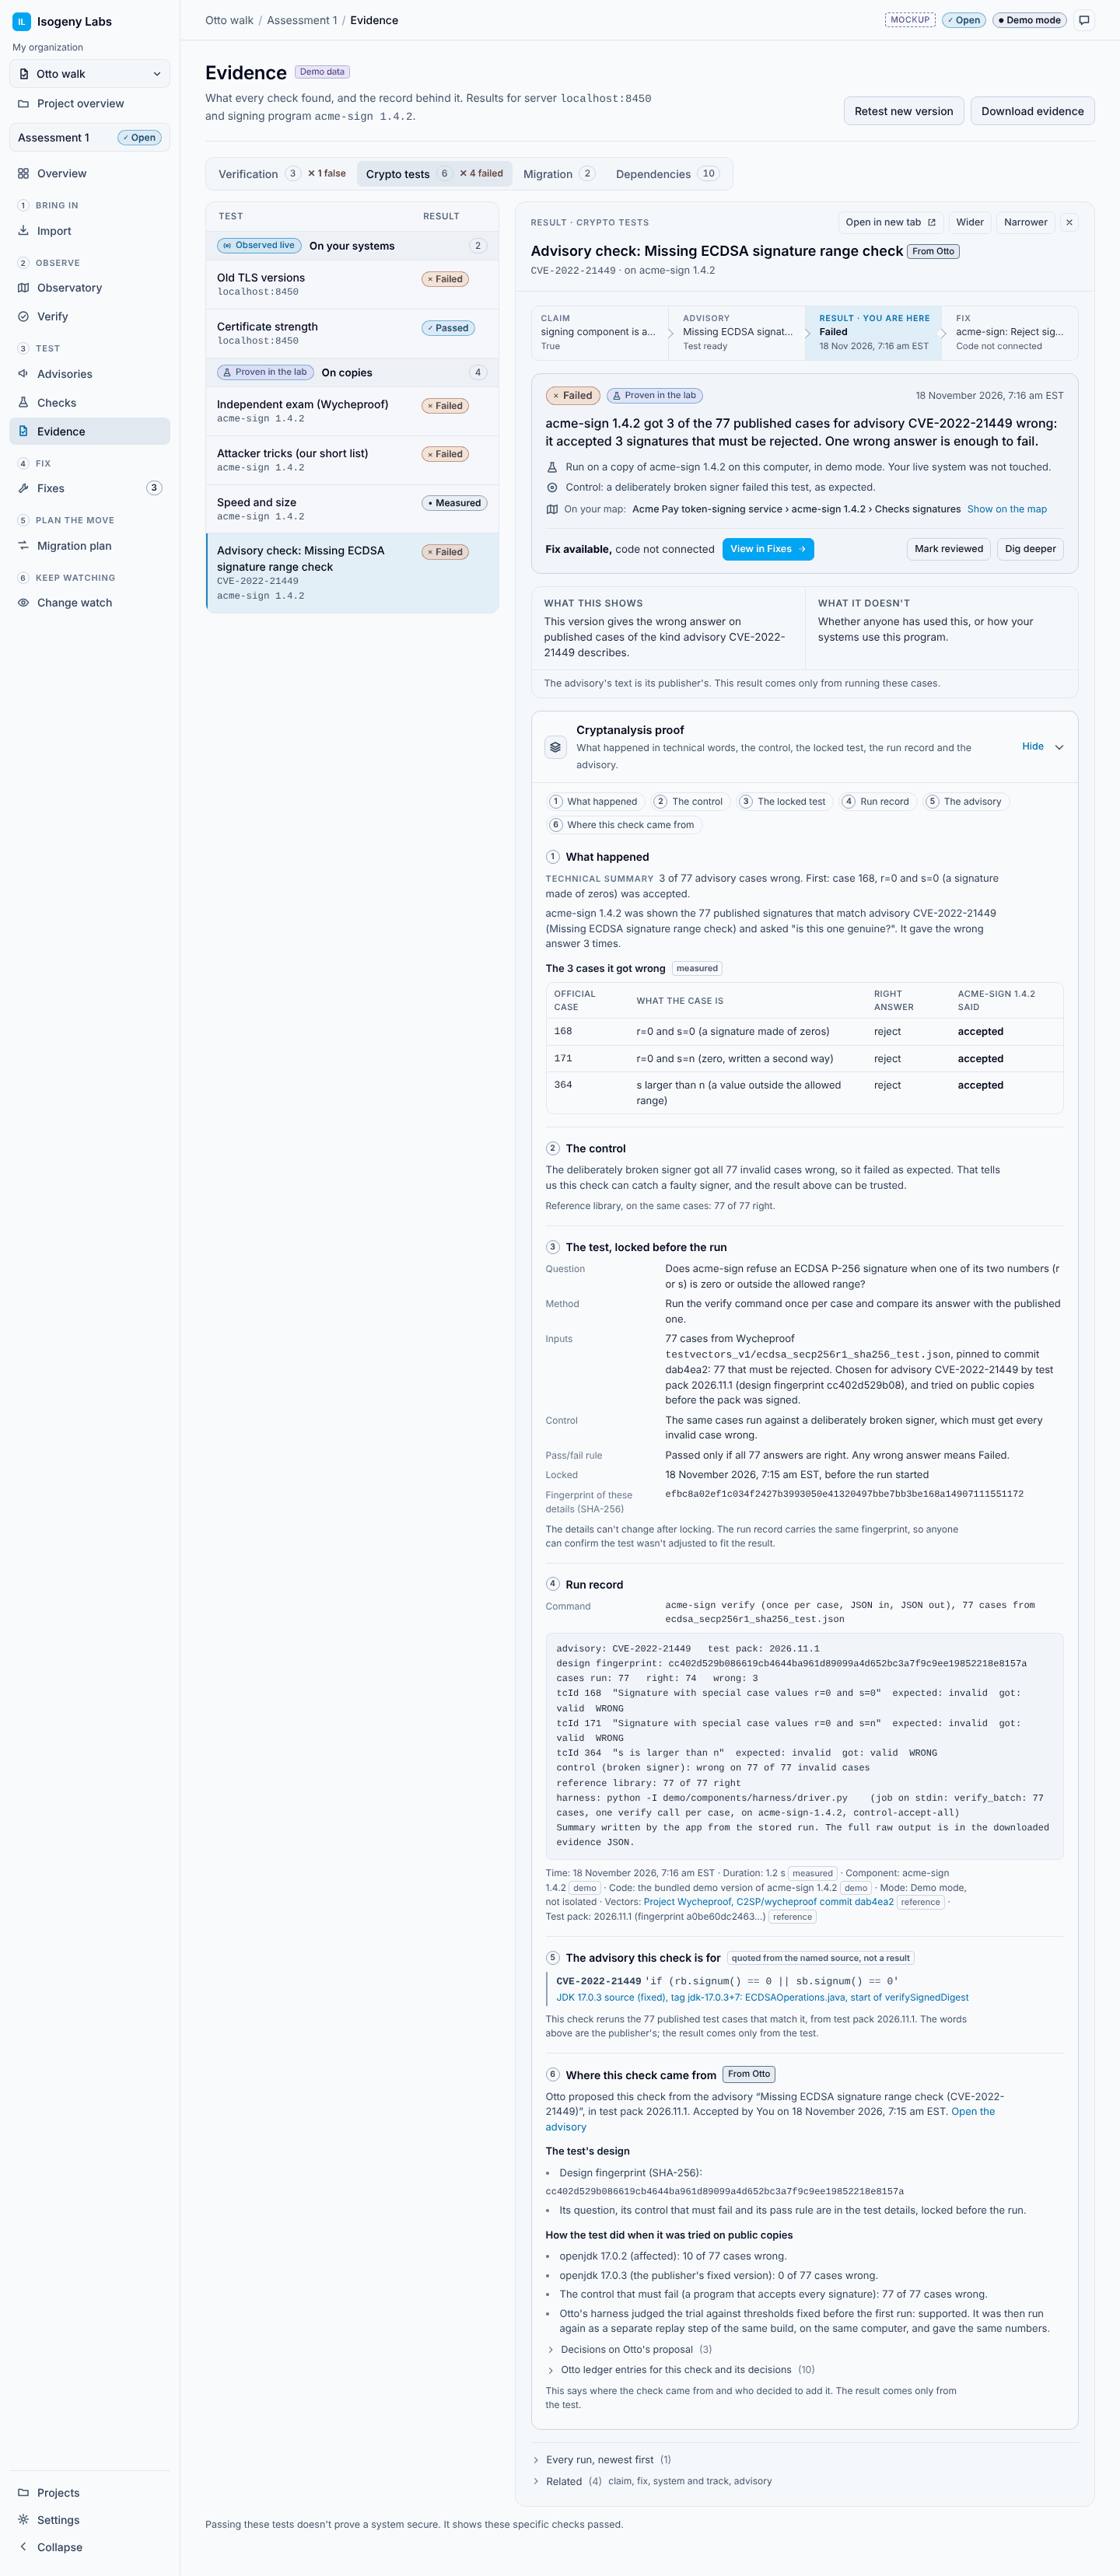 IL Isogeny Labs
My organization
Otto walk
Project overview
Assessment 1 ✓ Open
Overview
1 BRING IN
Import
2 OBSERVE
Observatory
Verify
3 TEST
Advisories
Checks
Evidence
4 FIX
Fixes 3
5 PLAN THE MOVE
Migration plan
6 KEEP WATCHING
Change watch
Projects
Settings
Collapse
Otto walk / Assessment 1 / Evidence
MOCKUP ✓ Open • Demo mode
Evidence Demo data
What every check found, and the record behind it. Results for server localhost:8450
and signing program acme-sign 1.4.2.
Retest new version Download evidence
Verification 3 ✕ 1 false Crypto tests 6 ✕ 4 failed Migration 2 Dependencies 10
TEST RESULT
Observed live On your systems 2
Old TLS versions × Failed
localhost:8450
Certificate strength ✓ Passed
localhost:8450
Proven in the lab On copies 4
Independent exam (Wycheproof) × Failed
acme-sign 1.4.2
Attacker tricks (our short list) × Failed
acme-sign 1.4.2
Speed and size • Measured
acme-sign 1.4.2
Advisory check: Missing ECDSA × Failed
signature range check
CVE-2022-21449
acme-sign 1.4.2
RESULT · CRYPTO TESTS Open in new tab Wider Narrower ×
Advisory check: Missing ECDSA signature range check From Otto
CVE-2022-21449 · on acme-sign 1.4.2
CLAIM ADVISORY RESULT · YOU ARE HERE FIX
signing component is a... Missing ECDSA signat... Failed acme-sign: Reject sig...
True Test ready 18 Nov 2026, 7:16 am EST Code not connected
× Failed Proven in the lab 18 November 2026, 7:16 am EST
acme-sign 1.4.2 got 3 of the 77 published cases for advisory CVE-2022-21449 wrong:
it accepted 3 signatures that must be rejected. One wrong answer is enough to fail.
Run on a copy of acme-sign 1.4.2 on this computer, in demo mode. Your live system was not touched.
Control: a deliberately broken signer failed this test, as expected.
On your map: Acme Pay token-signing service › acme-sign 1.4.2 › Checks signatures Show on the map
Fix available, code not connected View in Fixes → Mark reviewed Dig deeper
WHAT THIS SHOWS WHAT IT DOESN'T
This version gives the wrong answer on Whether anyone has used this, or how your
published cases of the kind advisory CVE-2022- systems use this program.
21449 describes.
The advisory's text is its publisher's. This result comes only from running these cases.
Cryptanalysis proof
What happened in technical words, the control, the locked test, the run record and the Hide
advisory.
1 What happened 2 The control 3 The locked test 4 Run record 5 The advisory
6 Where this check came from
1 What happened
TECHNICAL SUMMARY 3 of 77 advisory cases wrong. First: case 168, r=0 and s=0 (a signature
made of zeros) was accepted.
acme-sign 1.4.2 was shown the 77 published signatures that match advisory CVE-2022-21449
(Missing ECDSA signature range check) and asked "is this one genuine?". It gave the wrong
answer 3 times.
The 3 cases it got wrong measured
OFFICIAL WHAT THE CASE IS RIGHT ACME-SIGN 1.4.2
CASE ANSWER SAID
168 r=0 and s=0 (a signature made of zeros) reject accepted
171 r=0 and s=n (zero, written a second way) reject accepted
364 s larger than n (a value outside the allowed reject accepted
range)
2 The control
The deliberately broken signer got all 77 invalid cases wrong, so it failed as expected. That tells
us this check can catch a faulty signer, and the result above can be trusted.
Reference library, on the same cases: 77 of 77 right.
3 The test, locked before the run
Question Does acme-sign refuse an ECDSA P-256 signature when one of its two numbers (r
or s) is zero or outside the allowed range?
Method Run the verify command once per case and compare its answer with the published
one.
Inputs 77 cases from Wycheproof
testvectors_v1/ecdsa_secp256r1_sha256_test.json, pinned to commit
dab4ea2: 77 that must be rejected. Chosen for advisory CVE-2022-21449 by test
pack 2026.11.1 (design fingerprint cc402d529b08), and tried on public copies
before the pack was signed.
Control The same cases run against a deliberately broken signer, which must get every
invalid case wrong.
Pass/fail rule Passed only if all 77 answers are right. Any wrong answer means Failed.
Locked 18 November 2026, 7:15 am EST, before the run started
Fingerprint of these efbc8a02ef1c034f2427b3993050e41320497bbe7bb3be168a14907111551172
details (SHA-256)
The details can't change after locking. The run record carries the same fingerprint, so anyone
can confirm the test wasn't adjusted to fit the result.
4 Run record
Command acme-sign verify (once per case, JSON in, JSON out), 77 cases from
ecdsa_secp256r1_sha256_test.json
advisory: CVE-2022-21449 test pack: 2026.11.1
design fingerprint: cc402d529b086619cb4644ba961d89099a4d652bc3a7f9c9ee19852218e8157a
cases run: 77 right: 74 wrong: 3
tcId 168 "Signature with special case values r=0 and s=0" expected: invalid got:
valid WRONG
tcId 171 "Signature with special case values r=0 and s=n" expected: invalid got:
valid WRONG
tcId 364 "s is larger than n" expected: invalid got: valid WRONG
control (broken signer): wrong on 77 of 77 invalid cases
reference library: 77 of 77 right
harness: python -I demo/components/harness/driver.py (job on stdin: verify_batch: 77
cases, one verify call per case, on acme-sign-1.4.2, control-accept-all)
Summary written by the app from the stored run. The full raw output is in the downloaded
evidence JSON.
Time: 18 November 2026, 7:16 am EST · Duration: 1.2 s measured · Component: acme-sign
1.4.2 demo · Code: the bundled demo version of acme-sign 1.4.2 demo · Mode: Demo mode,
not isolated · Vectors: Project Wycheproof, C2SP/wycheproof commit dab4ea2 reference ·
Test pack: 2026.11.1 (fingerprint a0be60dc2463...) reference
5 The advisory this check is for quoted from the named source, not a result
CVE-2022-21449 'if (rb.signum() == 0 || sb.signum() == 0'
JDK 17.0.3 source (fixed), tag jdk-17.0.3+7: ECDSAOperations.java, start of verifySignedDigest
This check reruns the 77 published test cases that match it, from test pack 2026.11.1. The words
above are the publisher's; the result comes only from the test.
6 Where this check came from From Otto
Otto proposed this check from the advisory “Missing ECDSA signature range check (CVE-2022-
21449)”, in test pack 2026.11.1. Accepted by You on 18 November 2026, 7:15 am EST. Open the
advisory
The test's design
• Design fingerprint (SHA-256):
cc402d529b086619cb4644ba961d89099a4d652bc3a7f9c9ee19852218e8157a
• Its question, its control that must fail and its pass rule are in the test details, locked before the run.
How the test did when it was tried on public copies
• openjdk 17.0.2 (affected): 10 of 77 cases wrong.
• openjdk 17.0.3 (the publisher's fixed version): 0 of 77 cases wrong.
• The control that must fail (a program that accepts every signature): 77 of 77 cases wrong.
• Otto's harness judged the trial against thresholds fixed before the first run: supported. It was then run
again as a separate replay step of the same build, on the same computer, and gave the same numbers.
Decisions on Otto's proposal (3)
Otto ledger entries for this check and its decisions (10)
This says where the check came from and who decided to add it. The result comes only from
the test.
Every run, newest first (1)
Related (4) claim, fix, system and track, advisory
Passing these tests doesn't prove a system secure. It shows these specific checks passed.